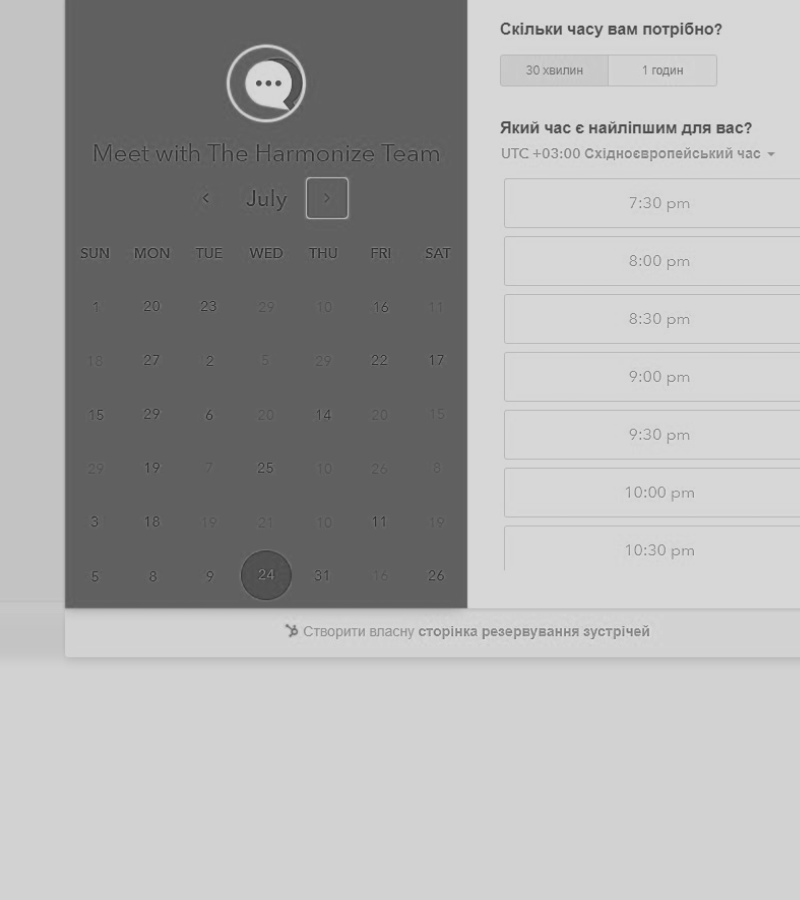 Meet with The Harmonize Team
July
SUN MON TUE WED THU FRI SAT
1 20 23 29 10 16 11
18 27 2 5 29 22 17
15 29 6 20 14 20 15
29 19 7 25 10 26 8
3 18 19 21 10 11 19
5 8 9 24 31 16 26
Скільки часу вам потрібно?
30 хвилин 1 годин
Який час є найліпшим для вас?
UTC +03:00 Східноєвропейський час
7:30 pm
8:00 pm
8:30 pm
9:00 pm
9:30 pm
10:00 pm
10:30 pm
Створити власну сторінка резервування зустрічей